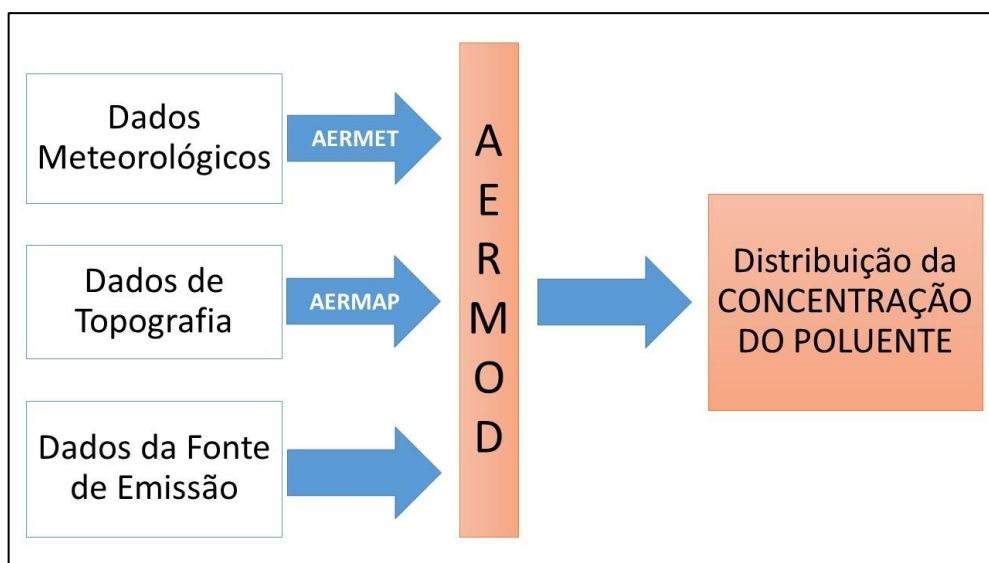 Dados
Meteorológicos
AERMET
Dados de
Topografia
AERMAP
Dados da Fonte
de Emissão
A
E
R
M
O
D
Distribuição da
CONCENTRAÇÃO
DO POLUENTE